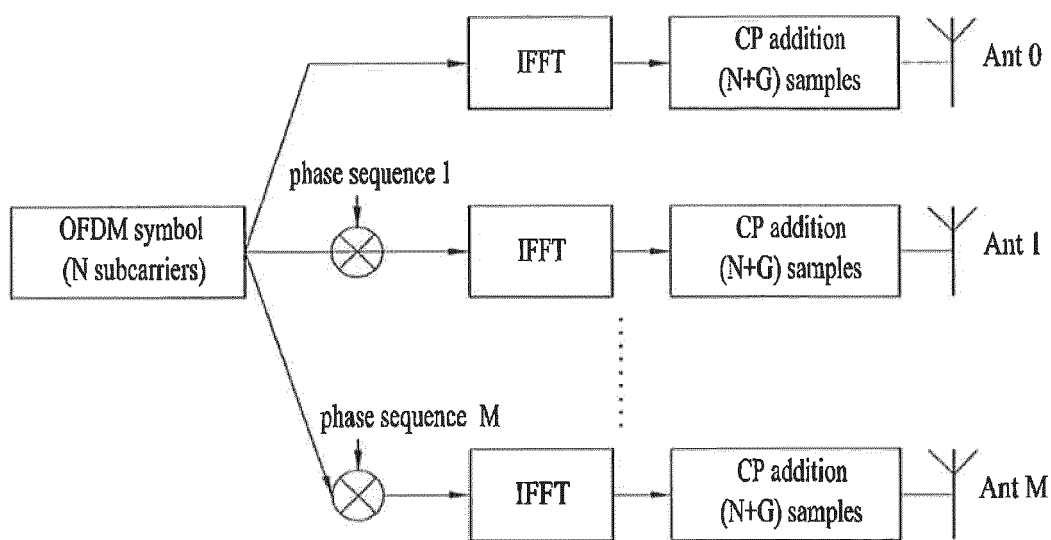 IFFT
CP addition
(N+G) samples
Ant 0
phase sequence 1
OFDM symbol
(N subcarriers)
IFFT
CP addition
(N+G) samples
Ant 1
phase sequence M
IFFT
CP addition
(N+G) samples
Ant M